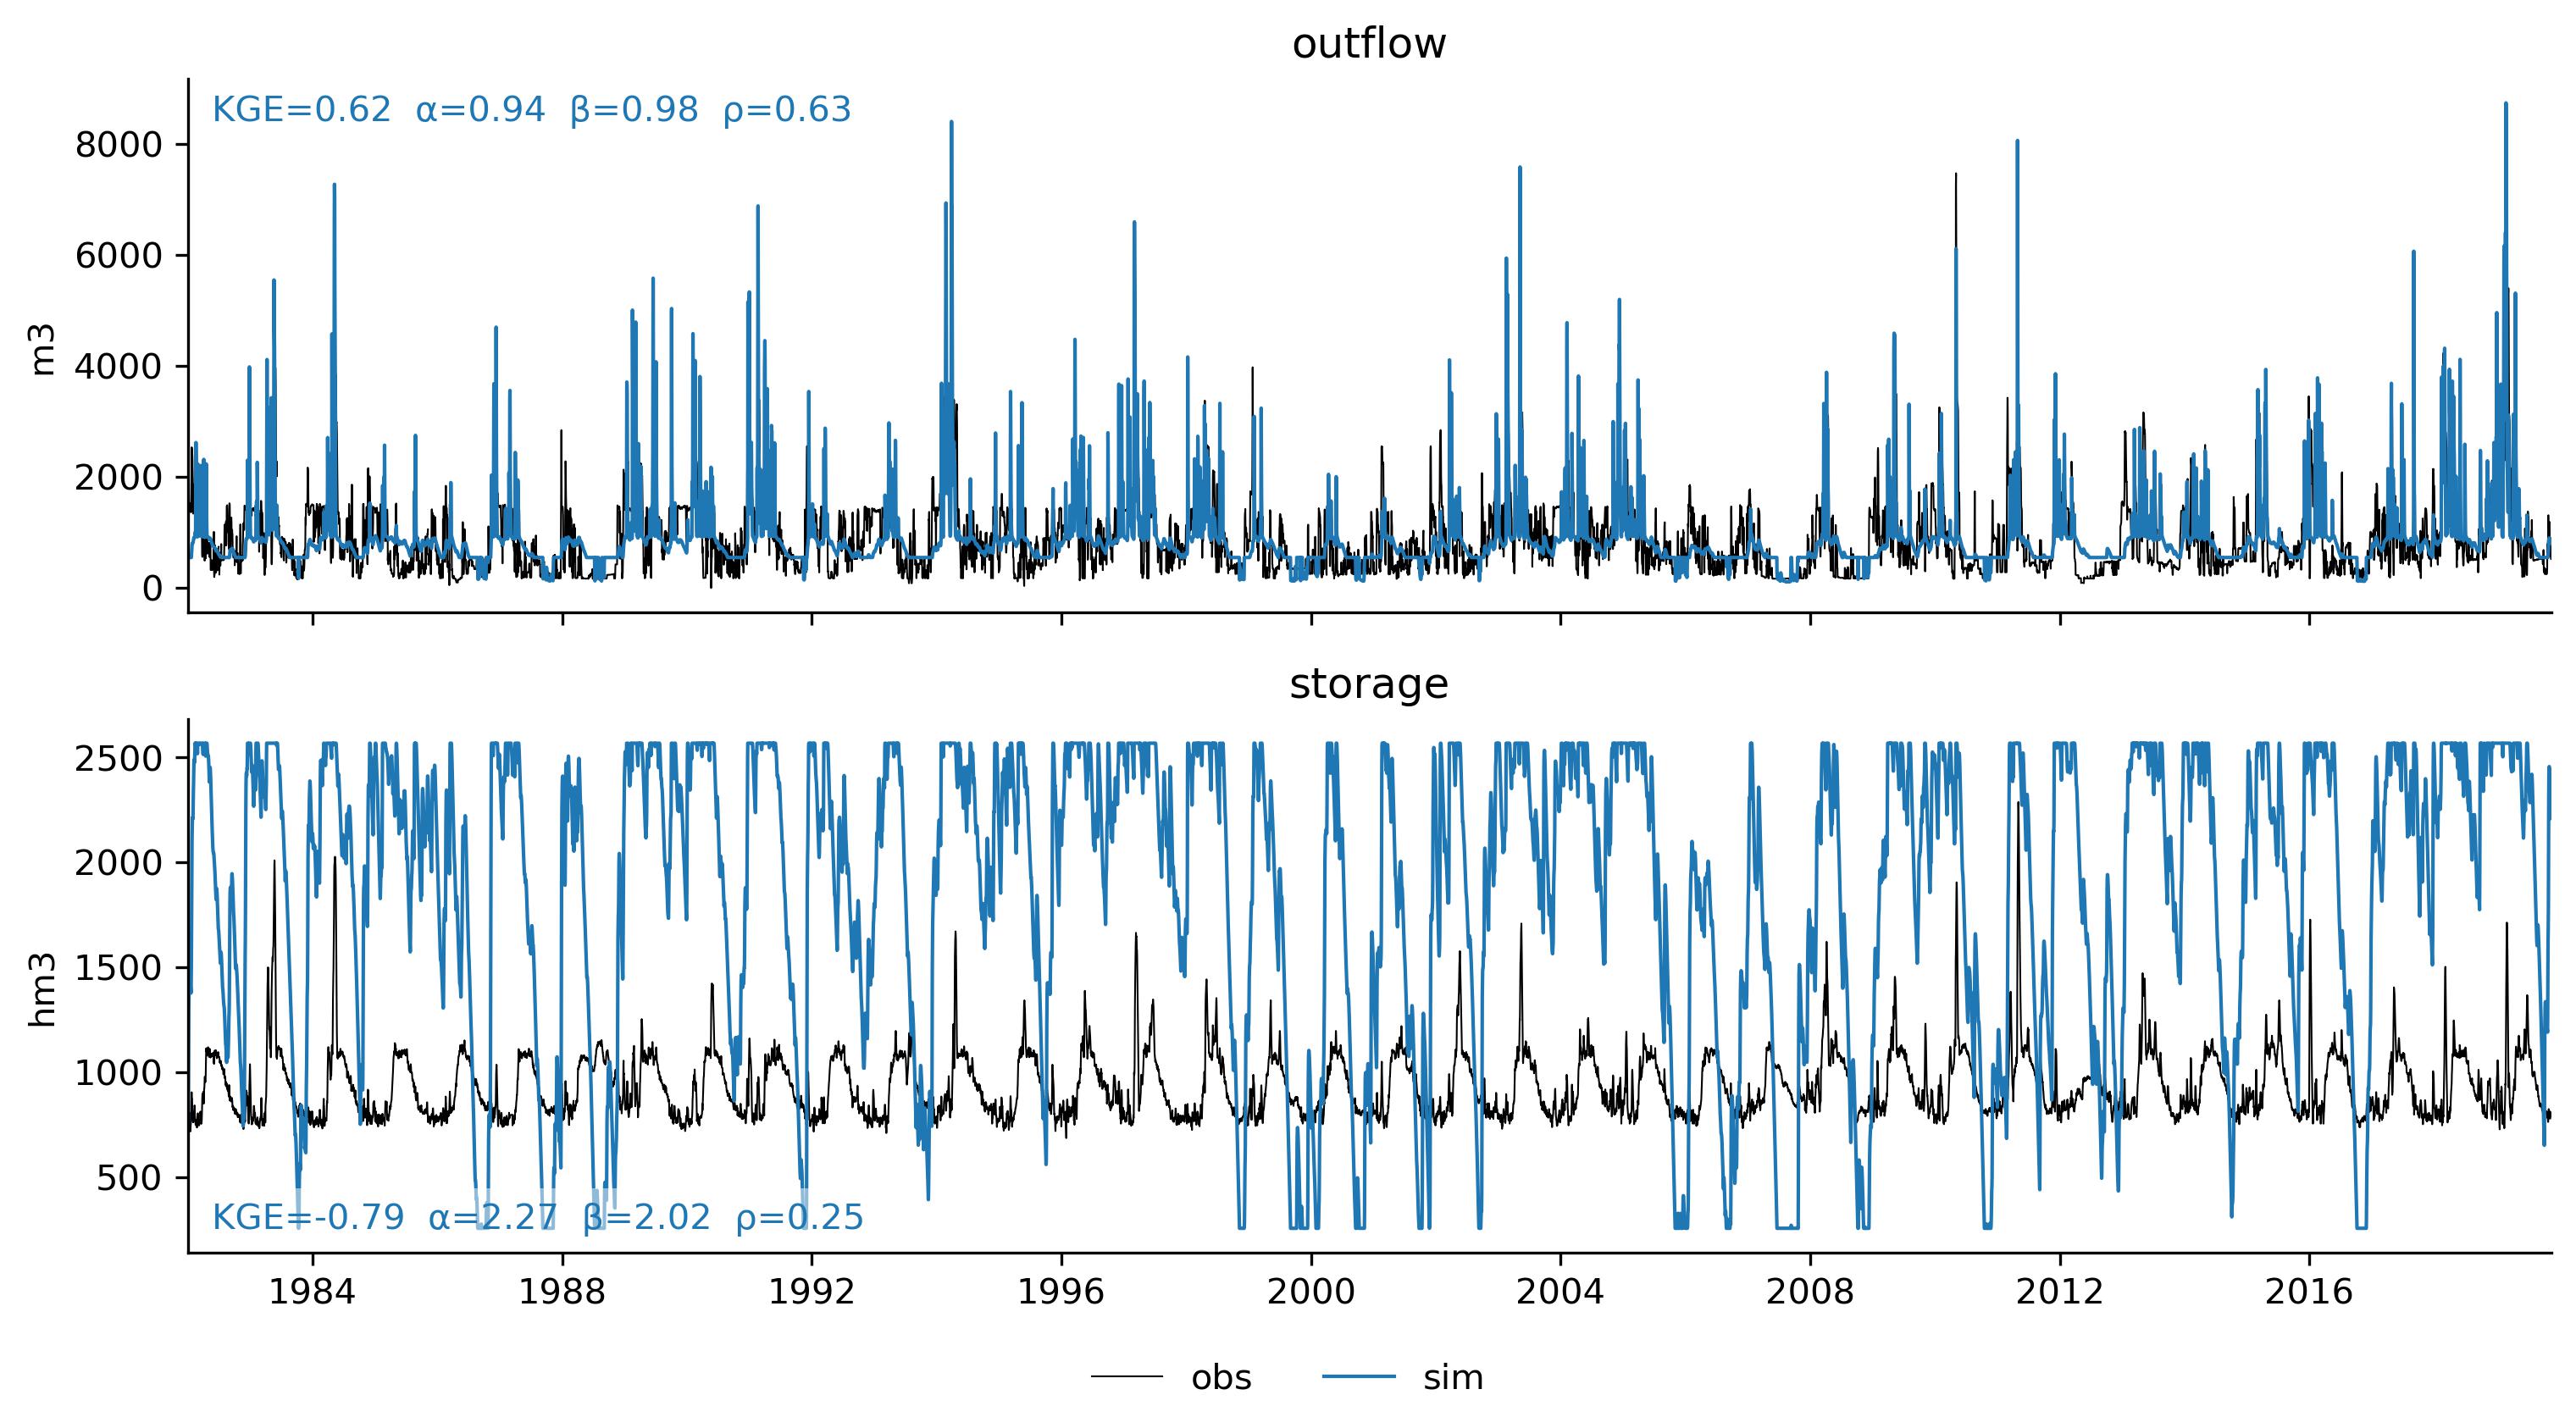 outflow
KGE=0.62 α=0.94 β=0.98 ρ=0.63
8000
6000
4000
2000
0
m3
storage
2500
2000
1500
1000
500
hm3
KGE=-0.79 α=2.27 β=2.02 ρ=0.25
1984 1988 1992 1996 2000 2004 2008 2012 2016
obs sim